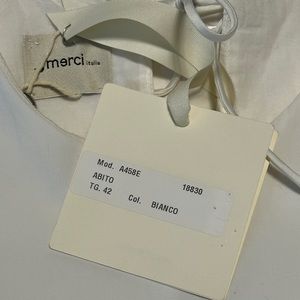 merci italia
Mod. A458E 18830
ABITO
TG. 42 Col. BIANCO